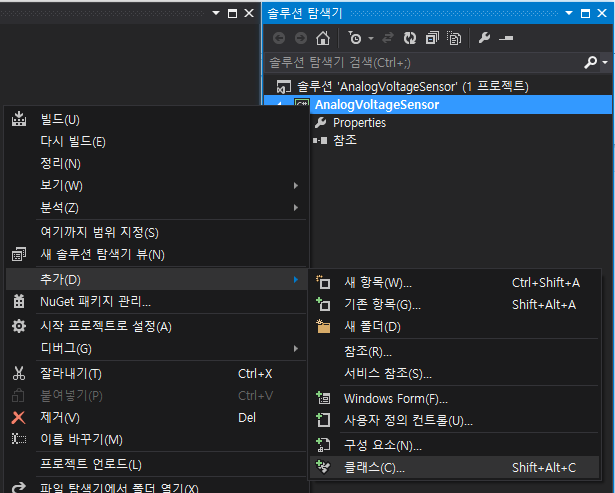 솔루션 탐색기
솔루션 탐색기 검색(Ctrl+;)
솔루션 'AnalogVoltageSensor' (1 프로젝트)
AnalogVoltageSensor
Properties
참조
빌드(U)
다시 빌드(E)
정리(N)
보기(W)
분석(Z)
여기까지 범위 지정(S)
새 솔루션 탐색기 뷰(N)
추가(D)
NuGet 패키지 관리...
시작 프로젝트로 설정(A)
디버그(G)
잘라내기(T) Ctrl+X
붙여넣기(P) Ctrl+V
제거(V) Del
이름 바꾸기(M)
프로젝트 언로드(L)
파일 탐색기에서 폴더 열기(X)
새 항목(W)... Ctrl+Shift+A
기존 항목(G)... Shift+Alt+A
새 폴더(D)
참조(R)...
서비스 참조(S)...
Windows Form(F)...
사용자 정의 컨트롤(U)...
구성 요소(N)...
클래스(C)... Shift+Alt+C